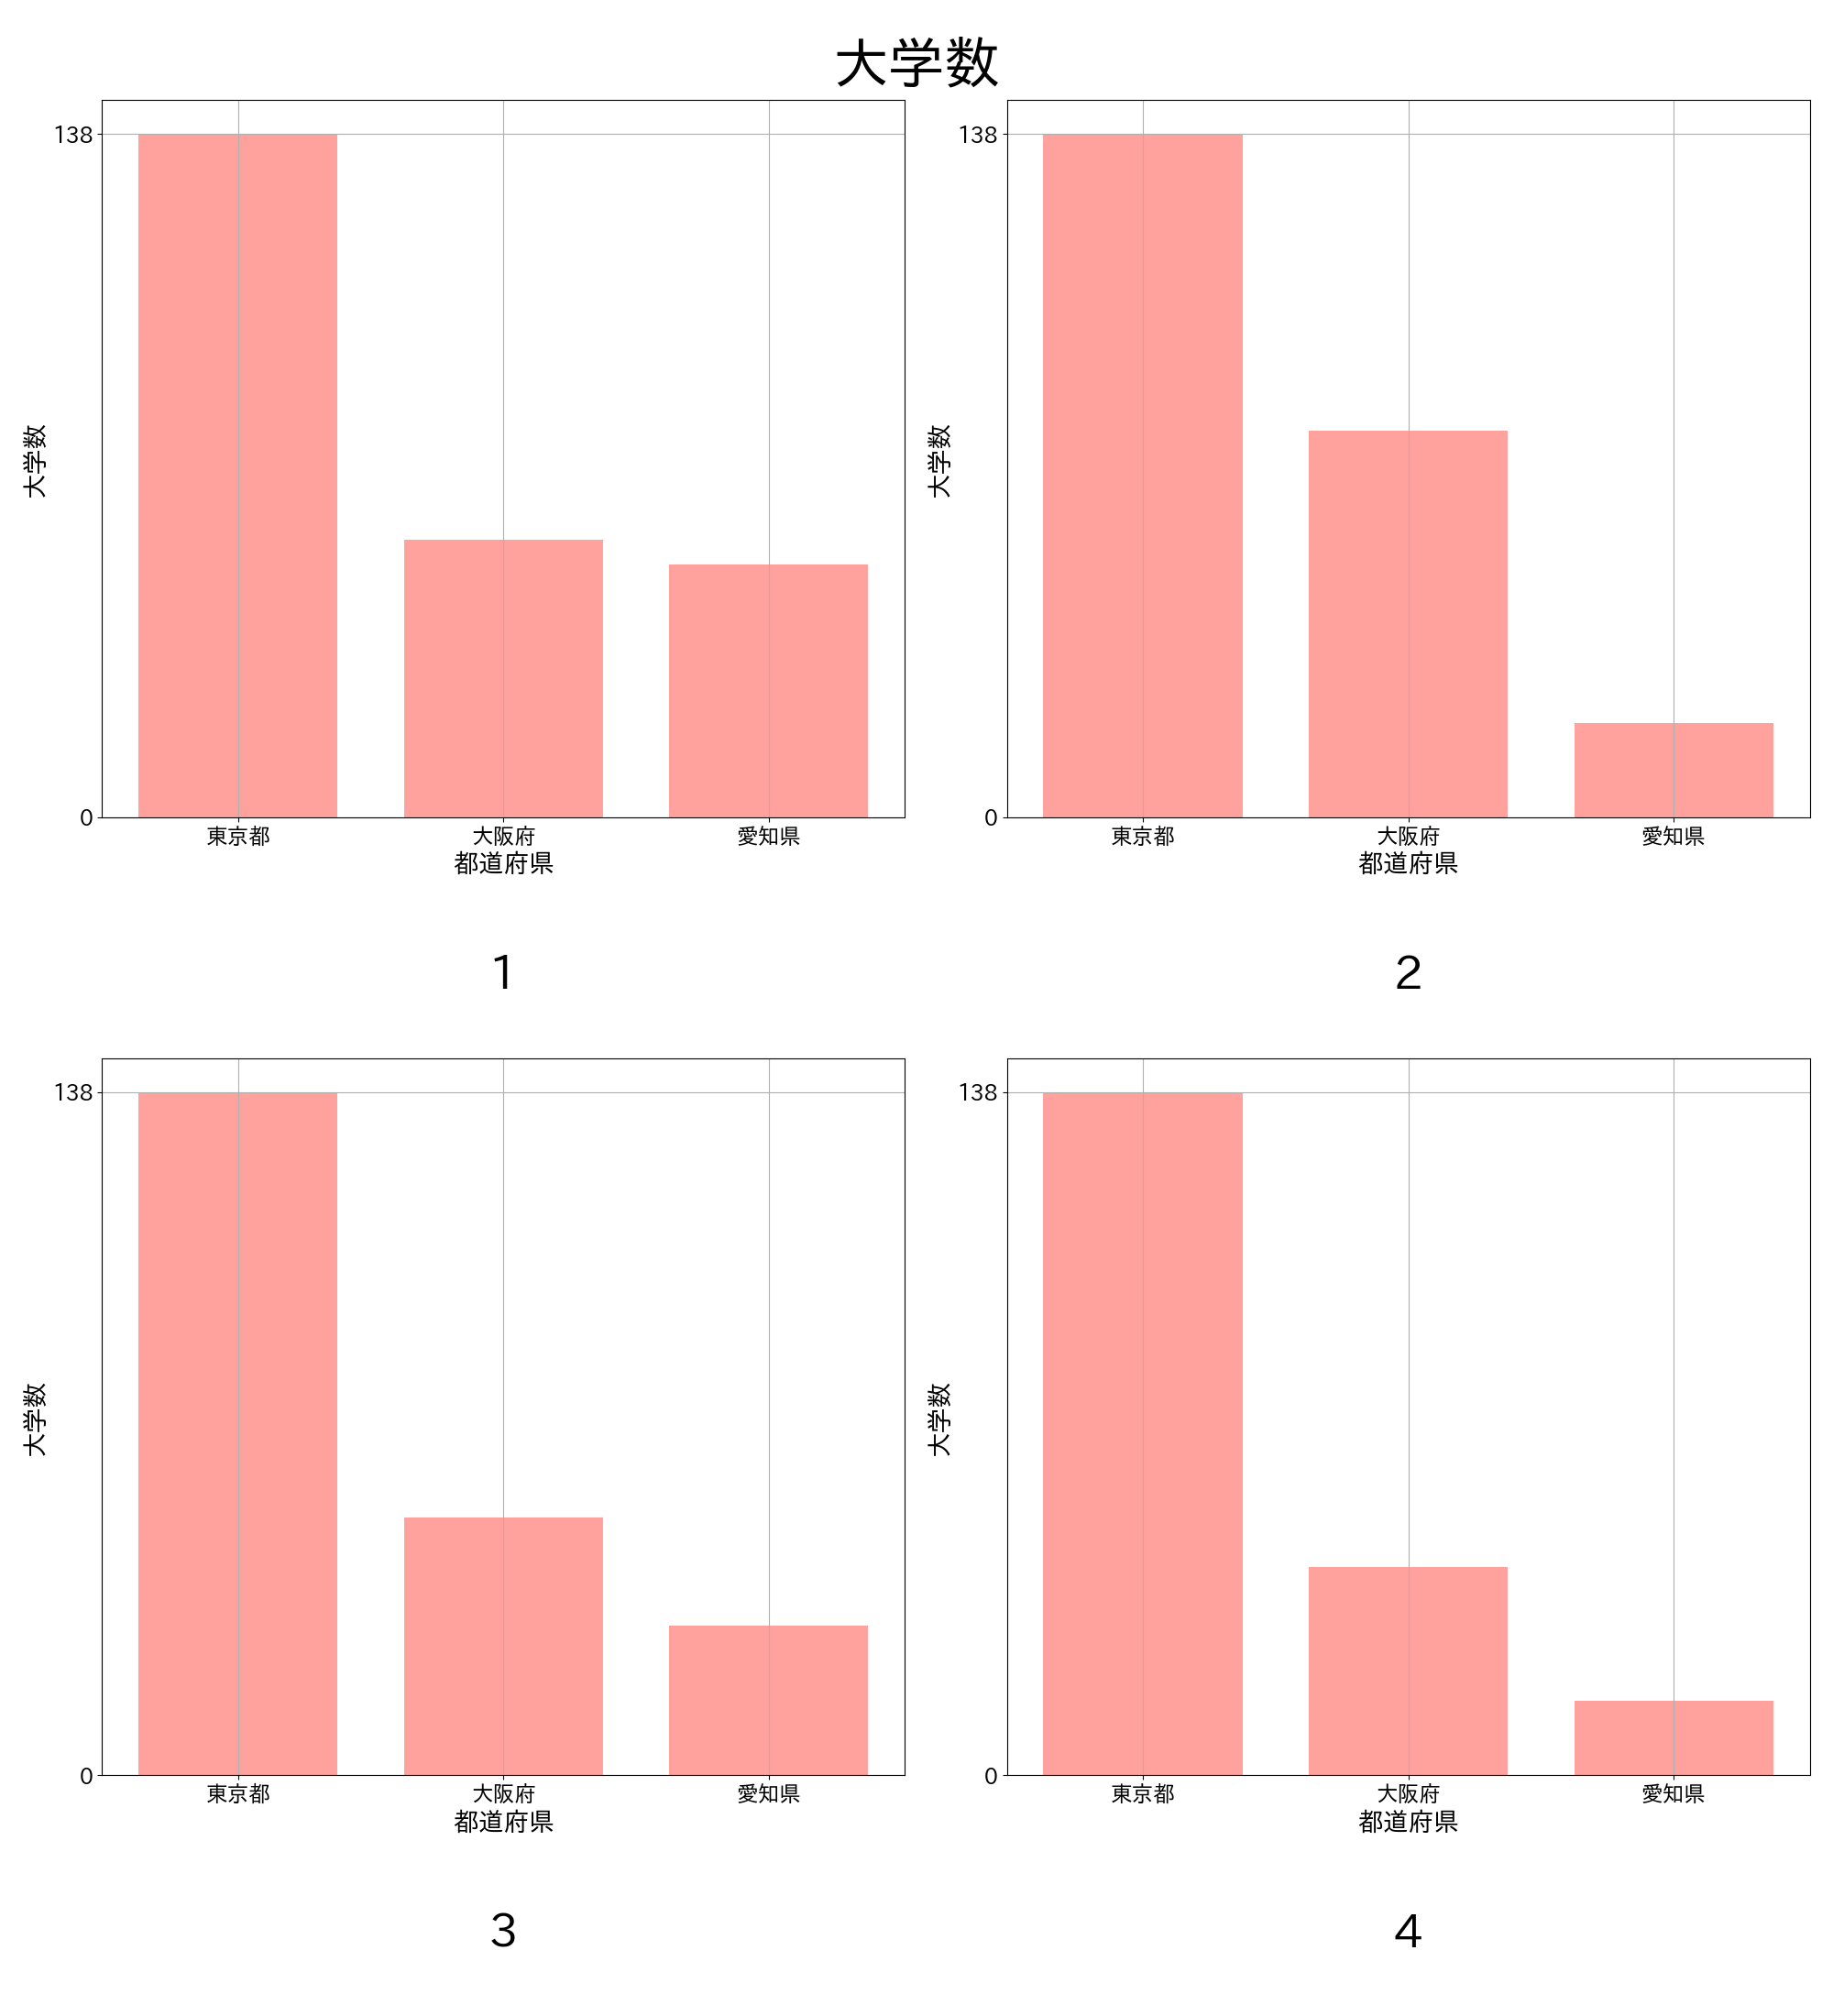 大学数
138
0
大学数
東京都 大阪府 愛知県
都道府県
1
138
0
大学数
東京都 大阪府 愛知県
都道府県
2
138
0
大学数
東京都 大阪府 愛知県
都道府県
3
138
0
大学数
東京都 大阪府 愛知県
都道府県
4